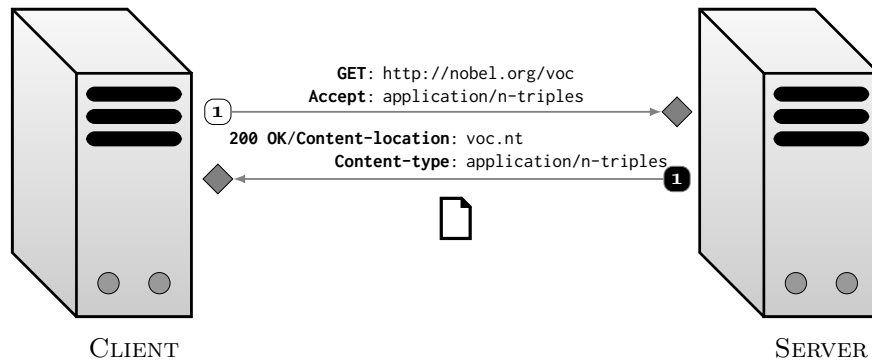 GET: http://nobel.org/voc
Accept: application/n-triples
1
200 OK/Content-location: voc.nt
Content-type: application/n-triples
1
CLIENT
SERVER